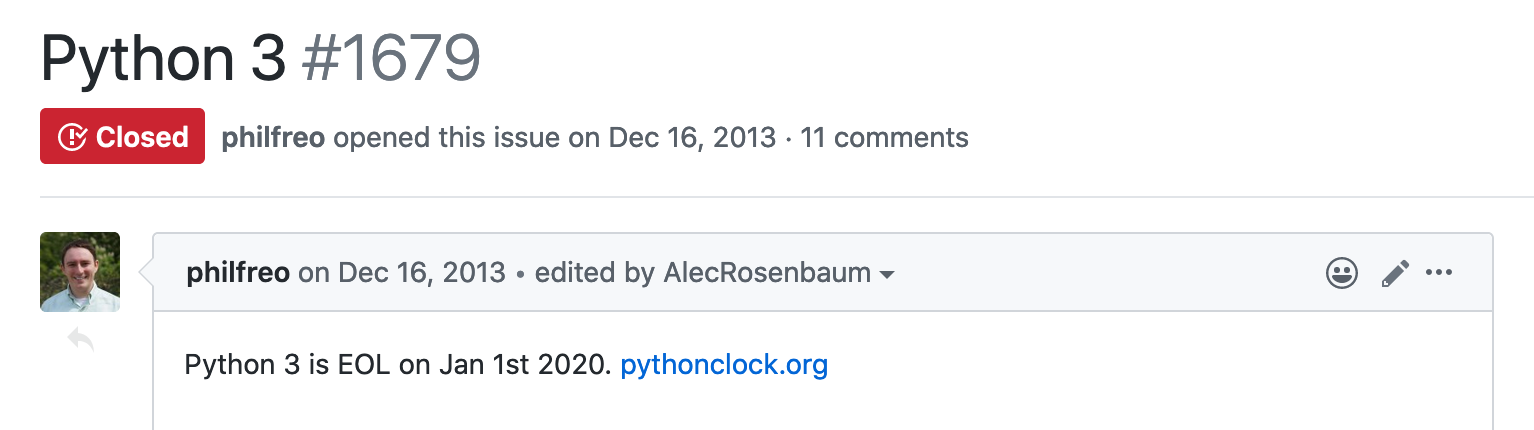 Python 3 #1679
Closed philfreo opened this issue on Dec 16, 2013 · 11 comments
philfreo on Dec 16, 2013 • edited by AlecRosenbaum
Python 3 is EOL on Jan 1st 2020. pythonclock.org